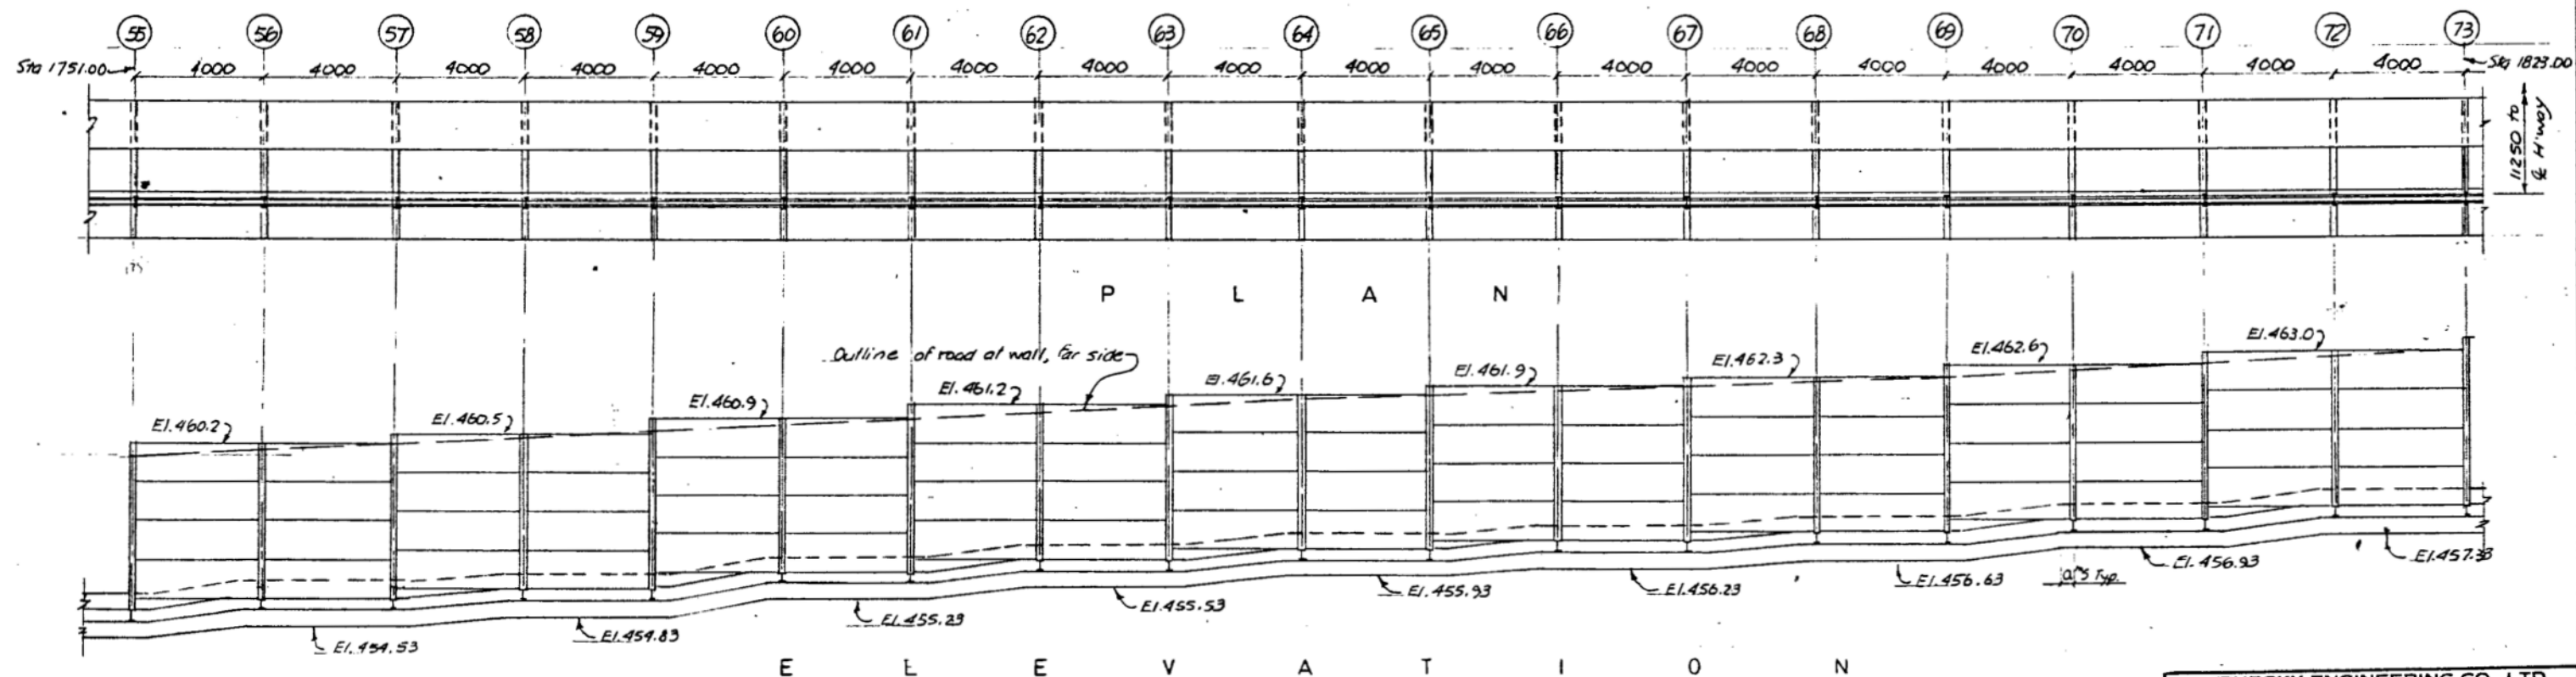 55 56 57 58 59 60 61 62 63 64 65 66 67 68 69 70 71 72 73
Sta 1751.00 4000 4000 4000 4000 4000 4000 4000 4000 4000 4000 4000 4000 4000 4000 4000 4000 4000 4000 Sta 1823.00
11250 to
℄ H.way
P L A N
Outline of road at wall, far side
El.460.2
El.460.5
El.460.9
El.461.2
El.461.6
El.461.9
El.462.3
El.462.6
El.463.0
El.454.53
El.454.83
El.455.23
El.455.53
El.455.93
El.456.23
El.456.63
Typ.
El.456.93
El.457.33
E L E V A T I O N
ENGINEERING CO. LTD.